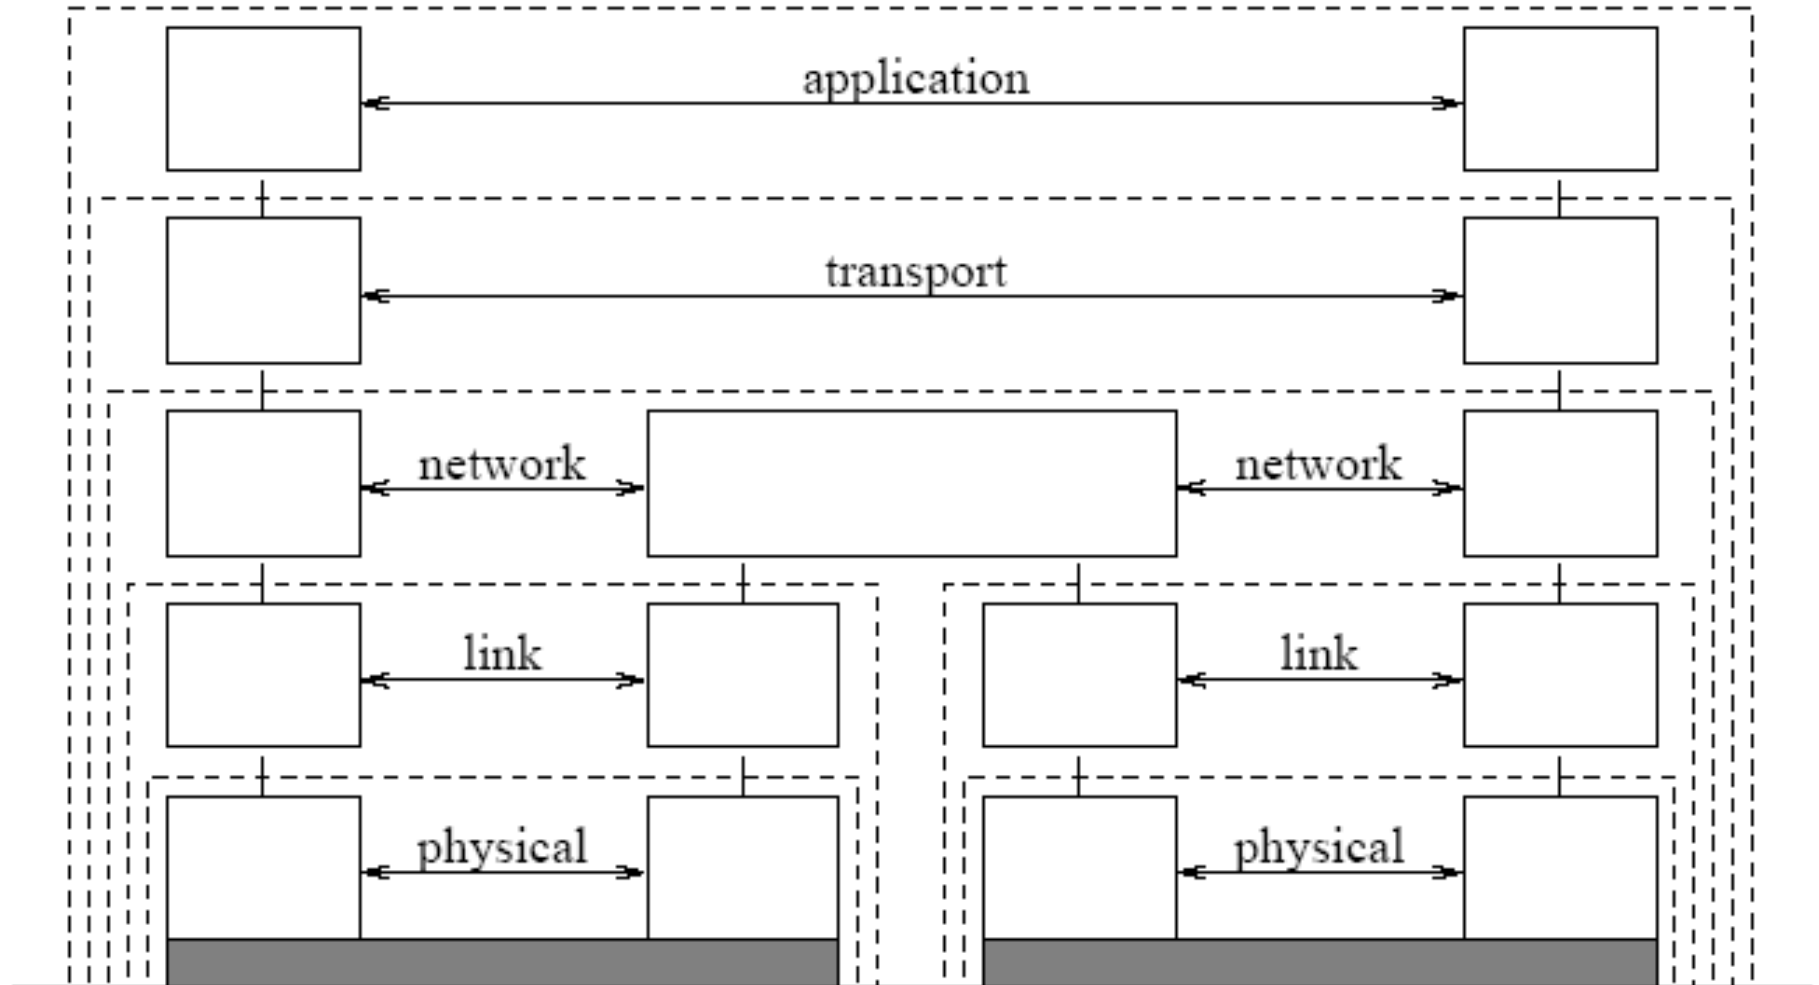 application
transport
network
network
link
link
physical
physical